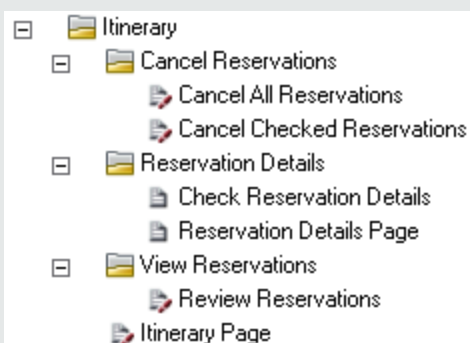 Itinerary
Cancel Reservations
Cancel All Reservations
Cancel Checked Reservations
Reservation Details
Check Reservation Details
Reservation Details Page
View Reservations
Review Reservations
Itinerary Page